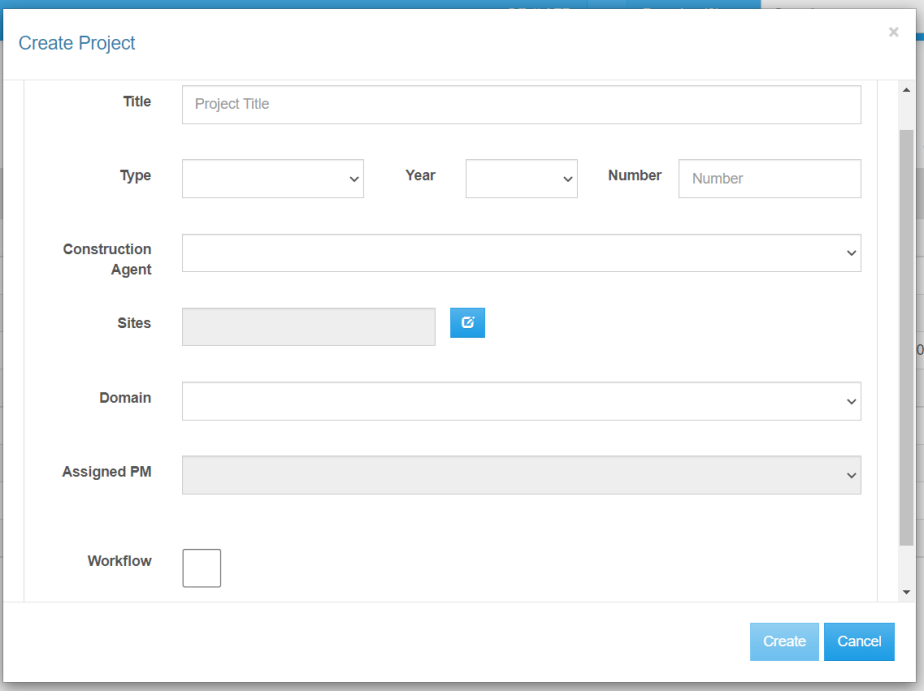 Create Project
×
Title Project Title
Type Year Number Number
Construction
Agent
Sites
Domain
Assigned PM
Workflow
Create Cancel